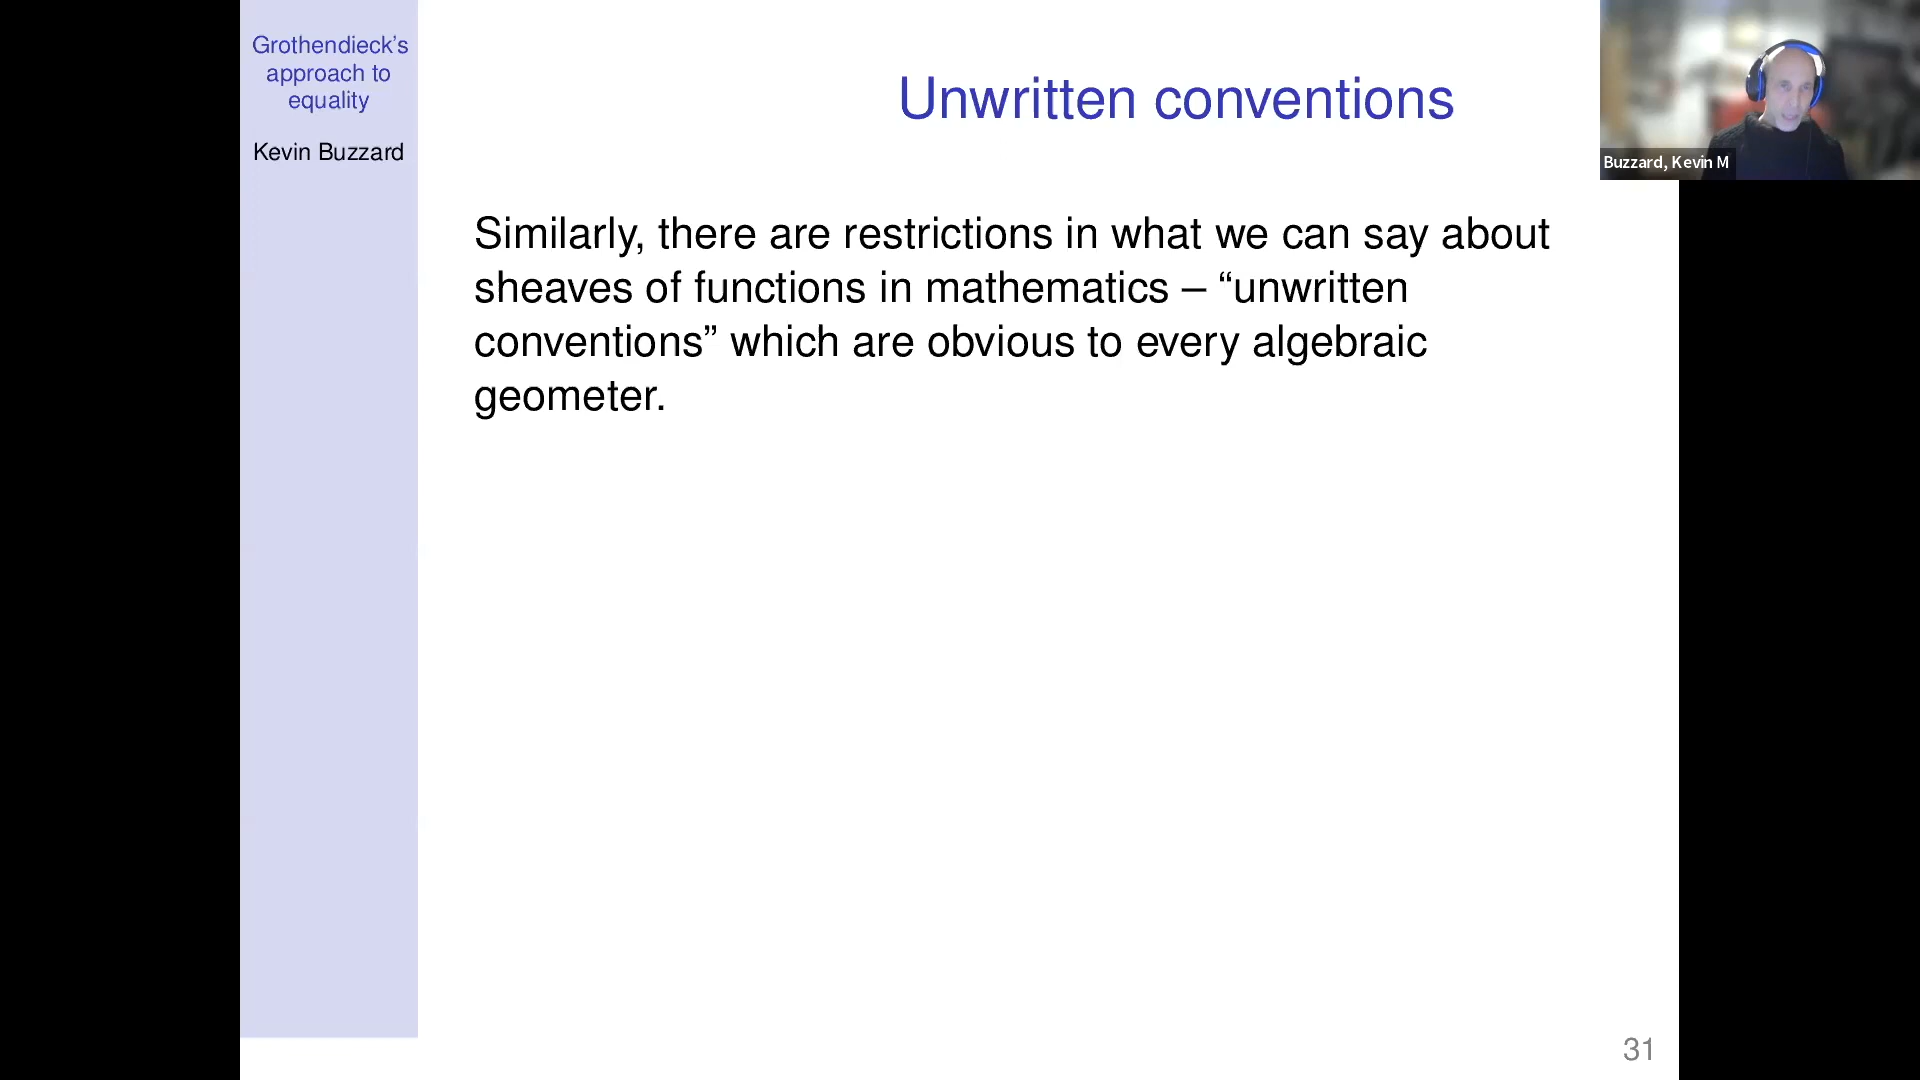 Grothendieck’s
approach to
equality
Kevin Buzzard
Unwritten conventions
Buzzard, Kevin M
Similarly, there are restrictions in what we can say about
sheaves of functions in mathematics – “unwritten
conventions” which are obvious to every algebraic
geometer.
31